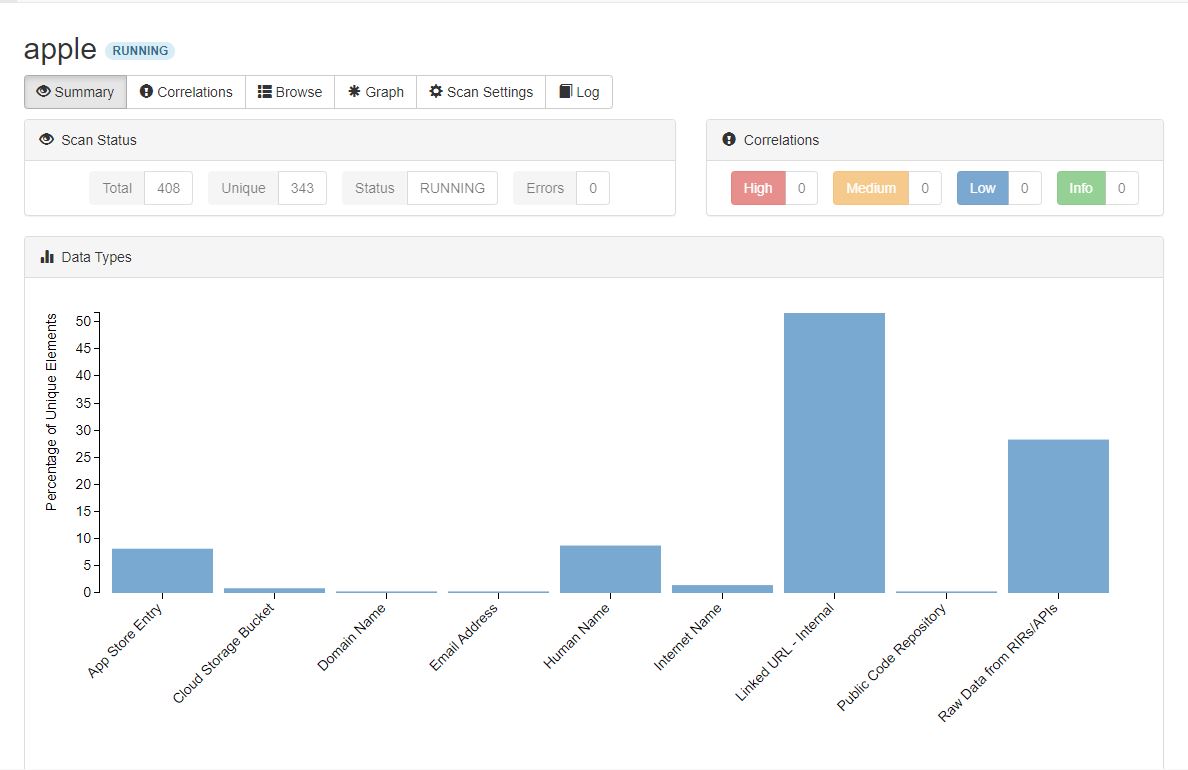 apple RUNNING
Summary Correlations Browse Graph Scan Settings Log
Scan Status
Total 408 Unique 343 Status RUNNING Errors 0
Correlations
High 0 Medium 0 Low 0 Info 0
Data Types
Percentage of Unique Elements
50
45
40
35
30
25
20
15
10
5
0
App Store Entry
Cloud Storage Bucket
Domain Name
Email Address
Human Name
Internet Name
Linked URL - Internal
Public Code Repository
Raw Data from RIRs/APIs